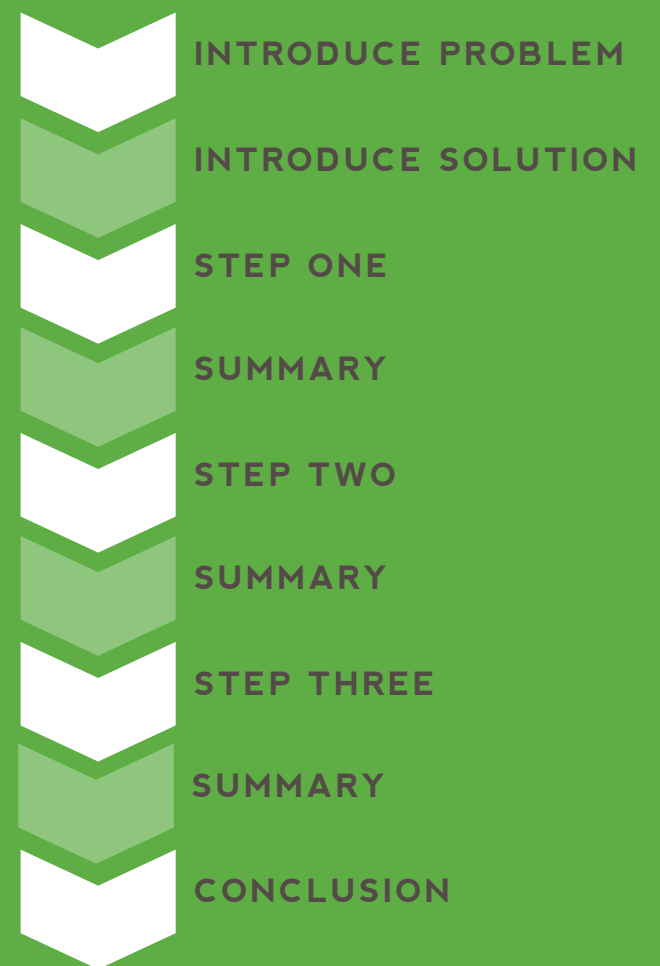 INTRODUCE PROBLEM
INTRODUCE SOLUTION
STEP ONE
SUMMARY
STEP TWO
SUMMARY
STEP THREE
SUMMARY
CONCLUSION